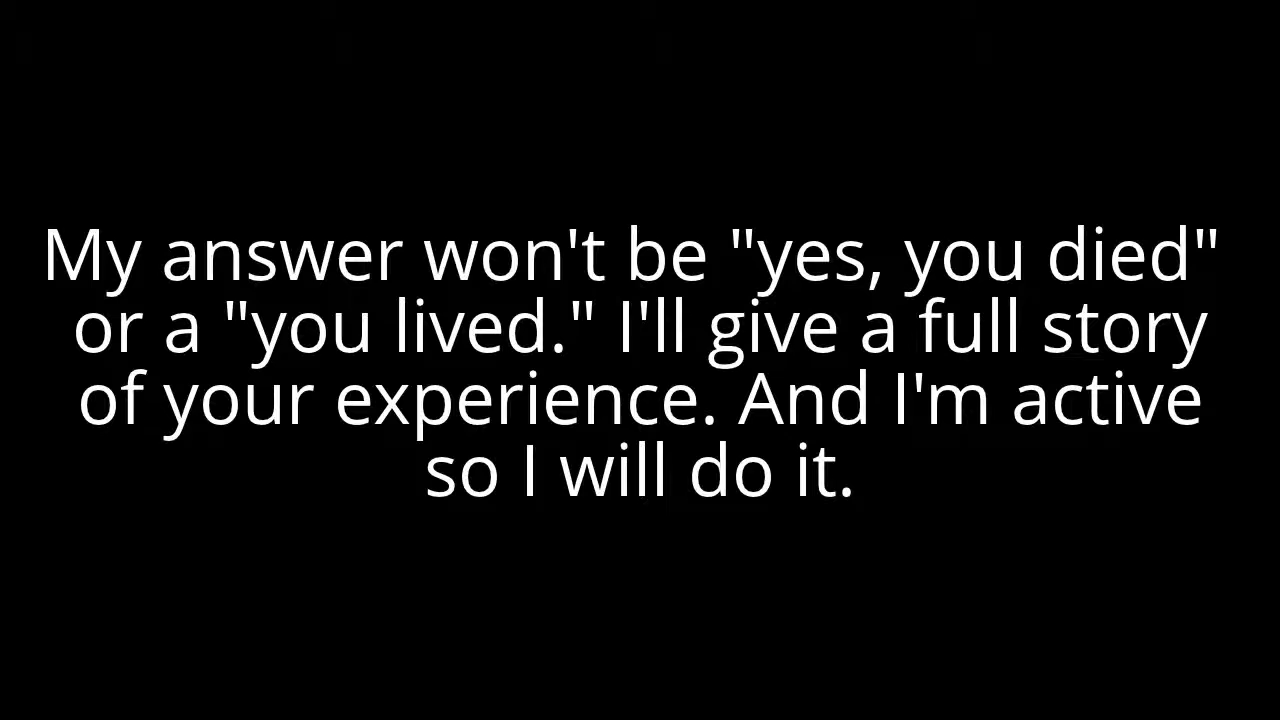 My answer won't be "yes, you died"
or a "you lived." I'll give a full story
of your experience. And I'm active
so I will do it.